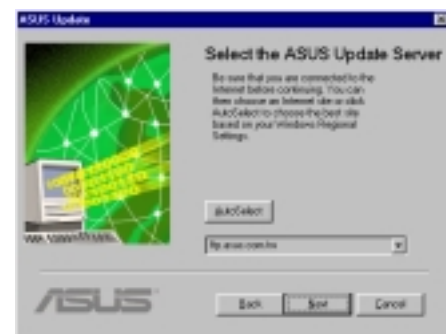 ASUS Update
Select the ASUS Update Server
Be sure that you are connected to the
Internet before continuing. You can
then choose an Internet site or click
AutoSelect to choose the best site
based on your Windows Regional
Settings.
AutoSelect
ftp.asus.com.tw
ASUS
Back
Next
Cancel